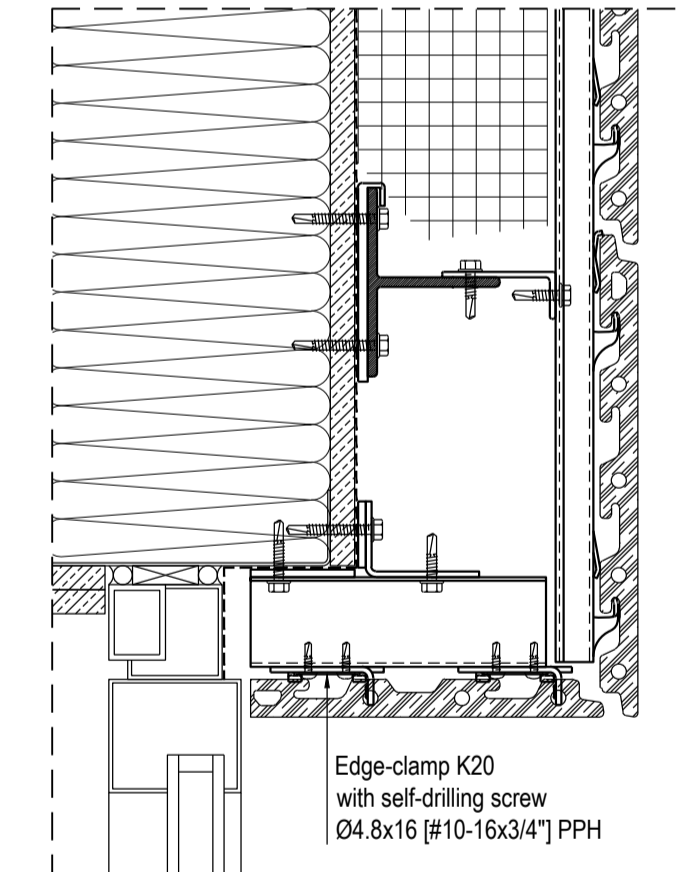 Edge-clamp K20
with self-drilling screw
Ø4.8x16 [#10-16x3/4"] PPH